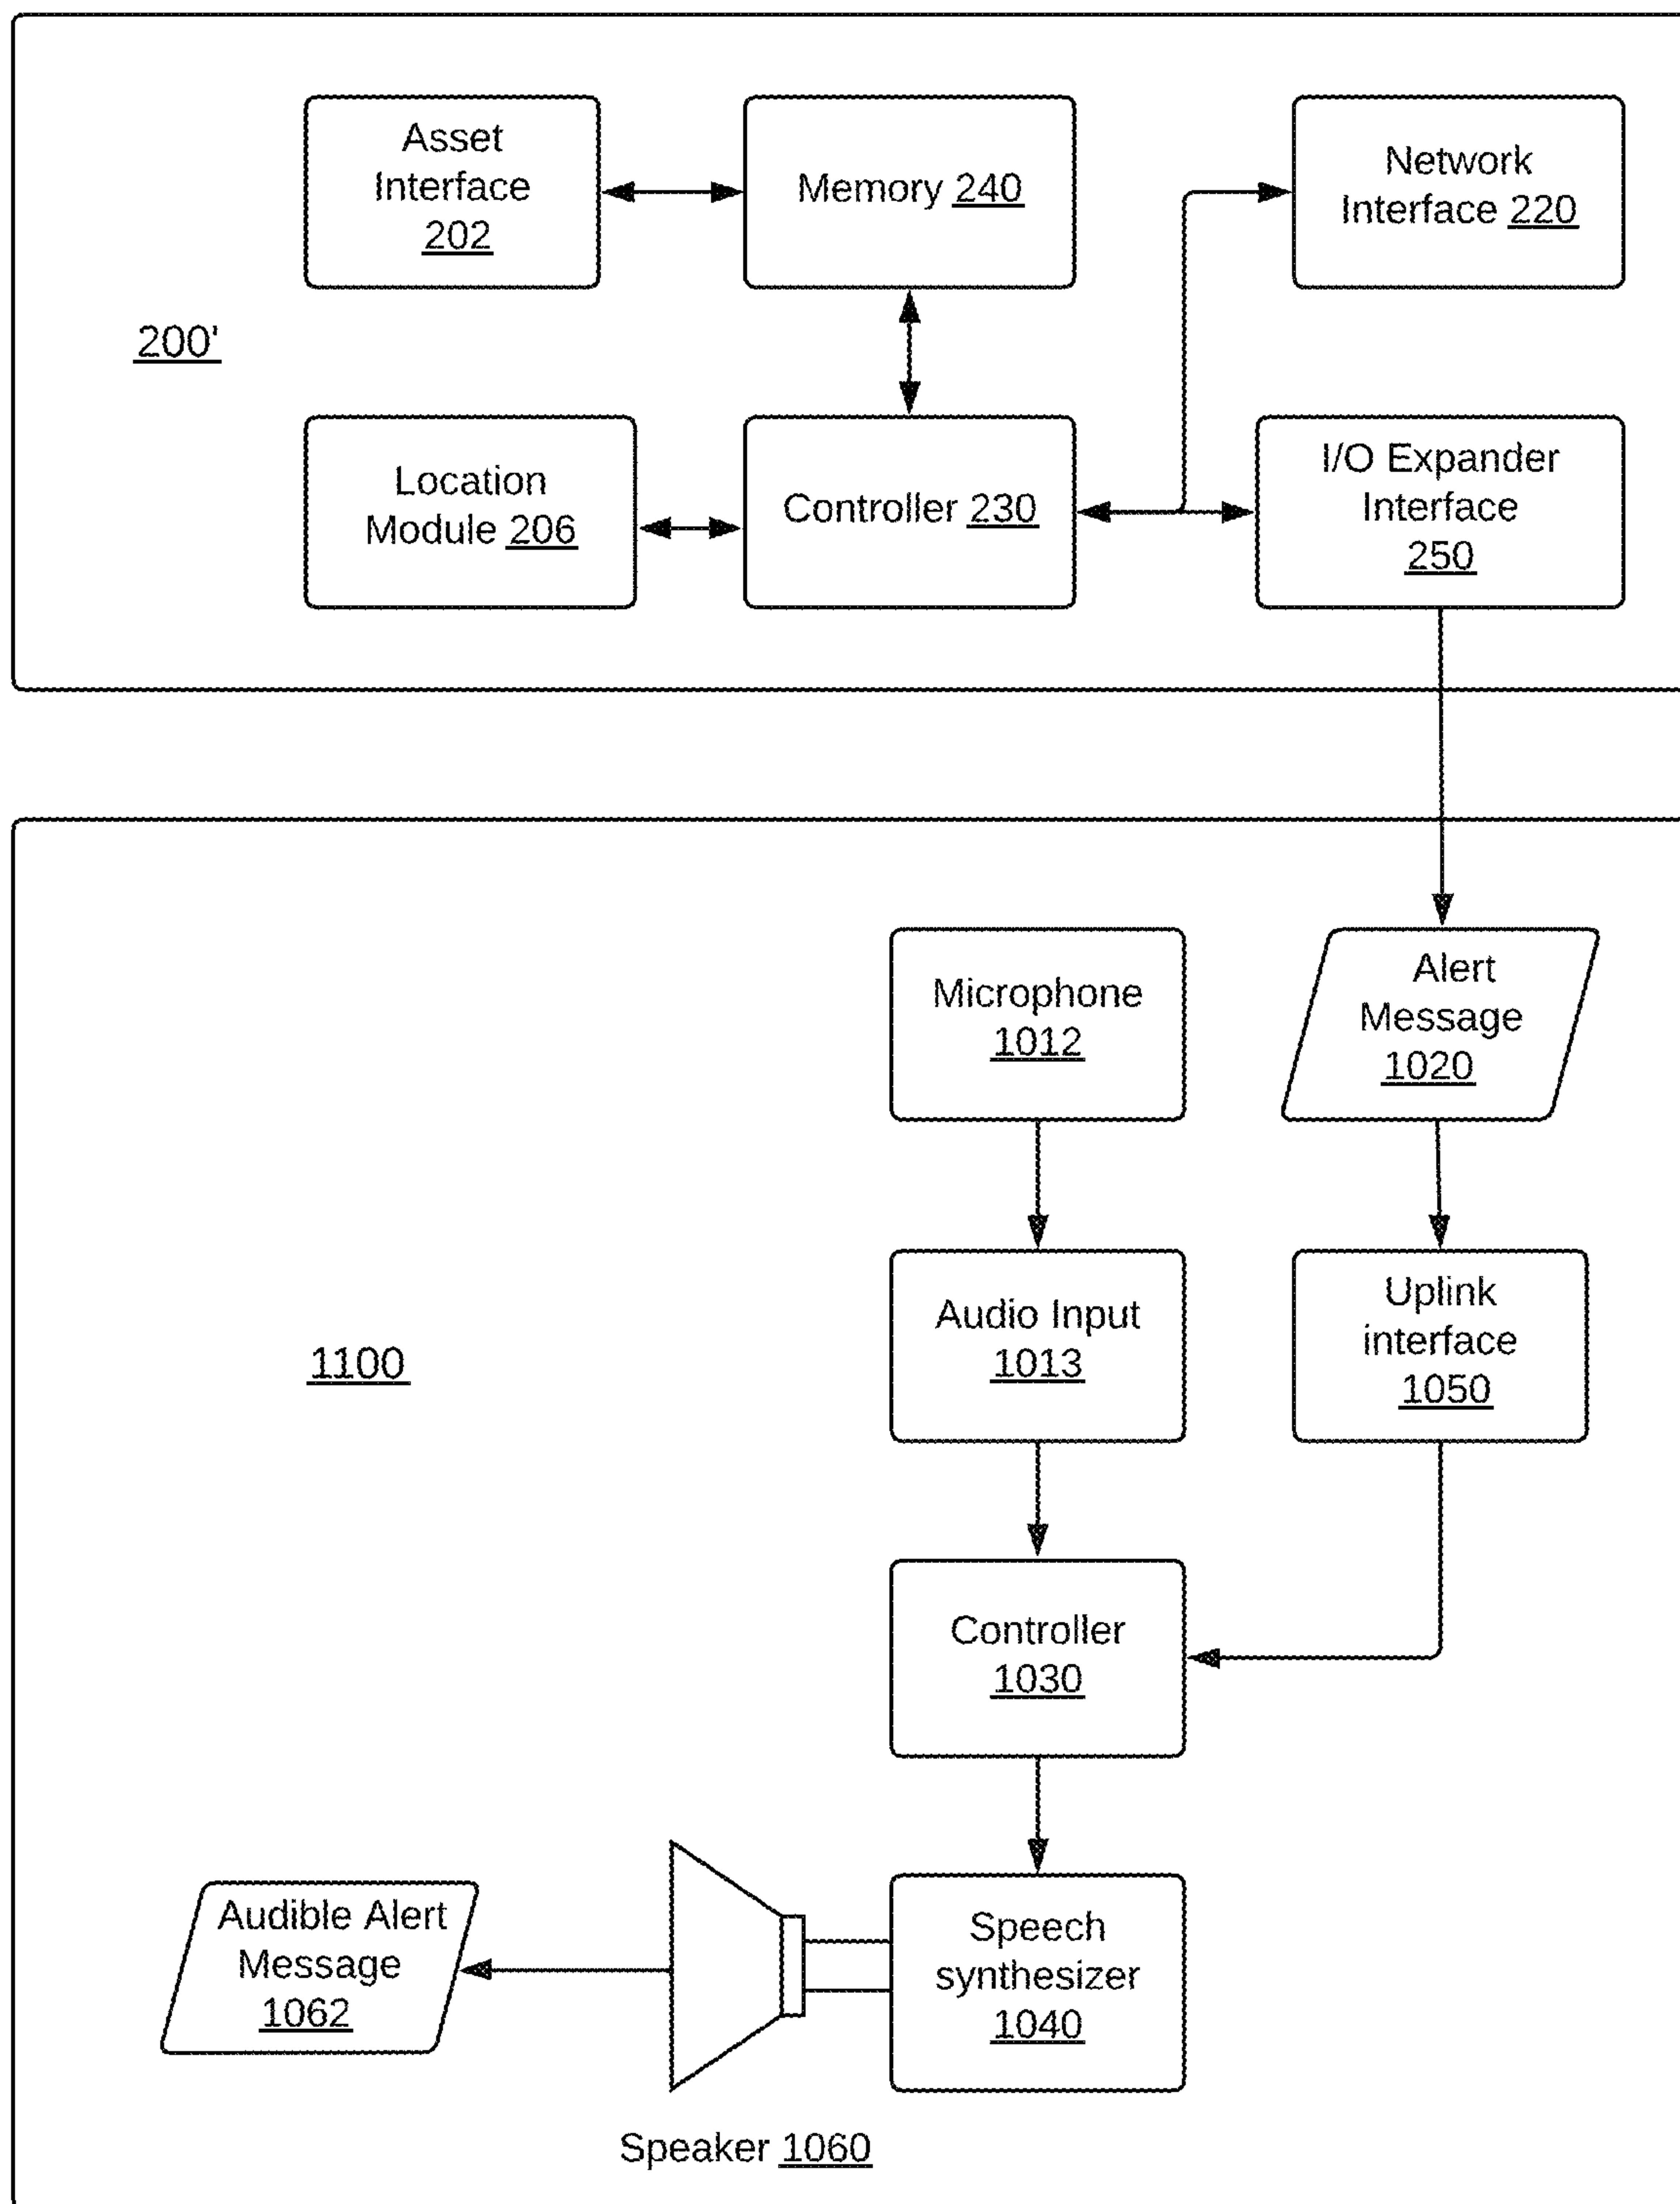 Asset
Interface
202
Memory 240
Network
Interface 220
200'
Location
Module 206
Controller 230
I/O Expander
Interface
250
Microphone
1012
Alert
Message
1020
Audio Input
1013
Uplink
interface
1050
1100
Controller
1030
Audible Alert
Message
1062
Speech
synthesizer
1040
Speaker 1060